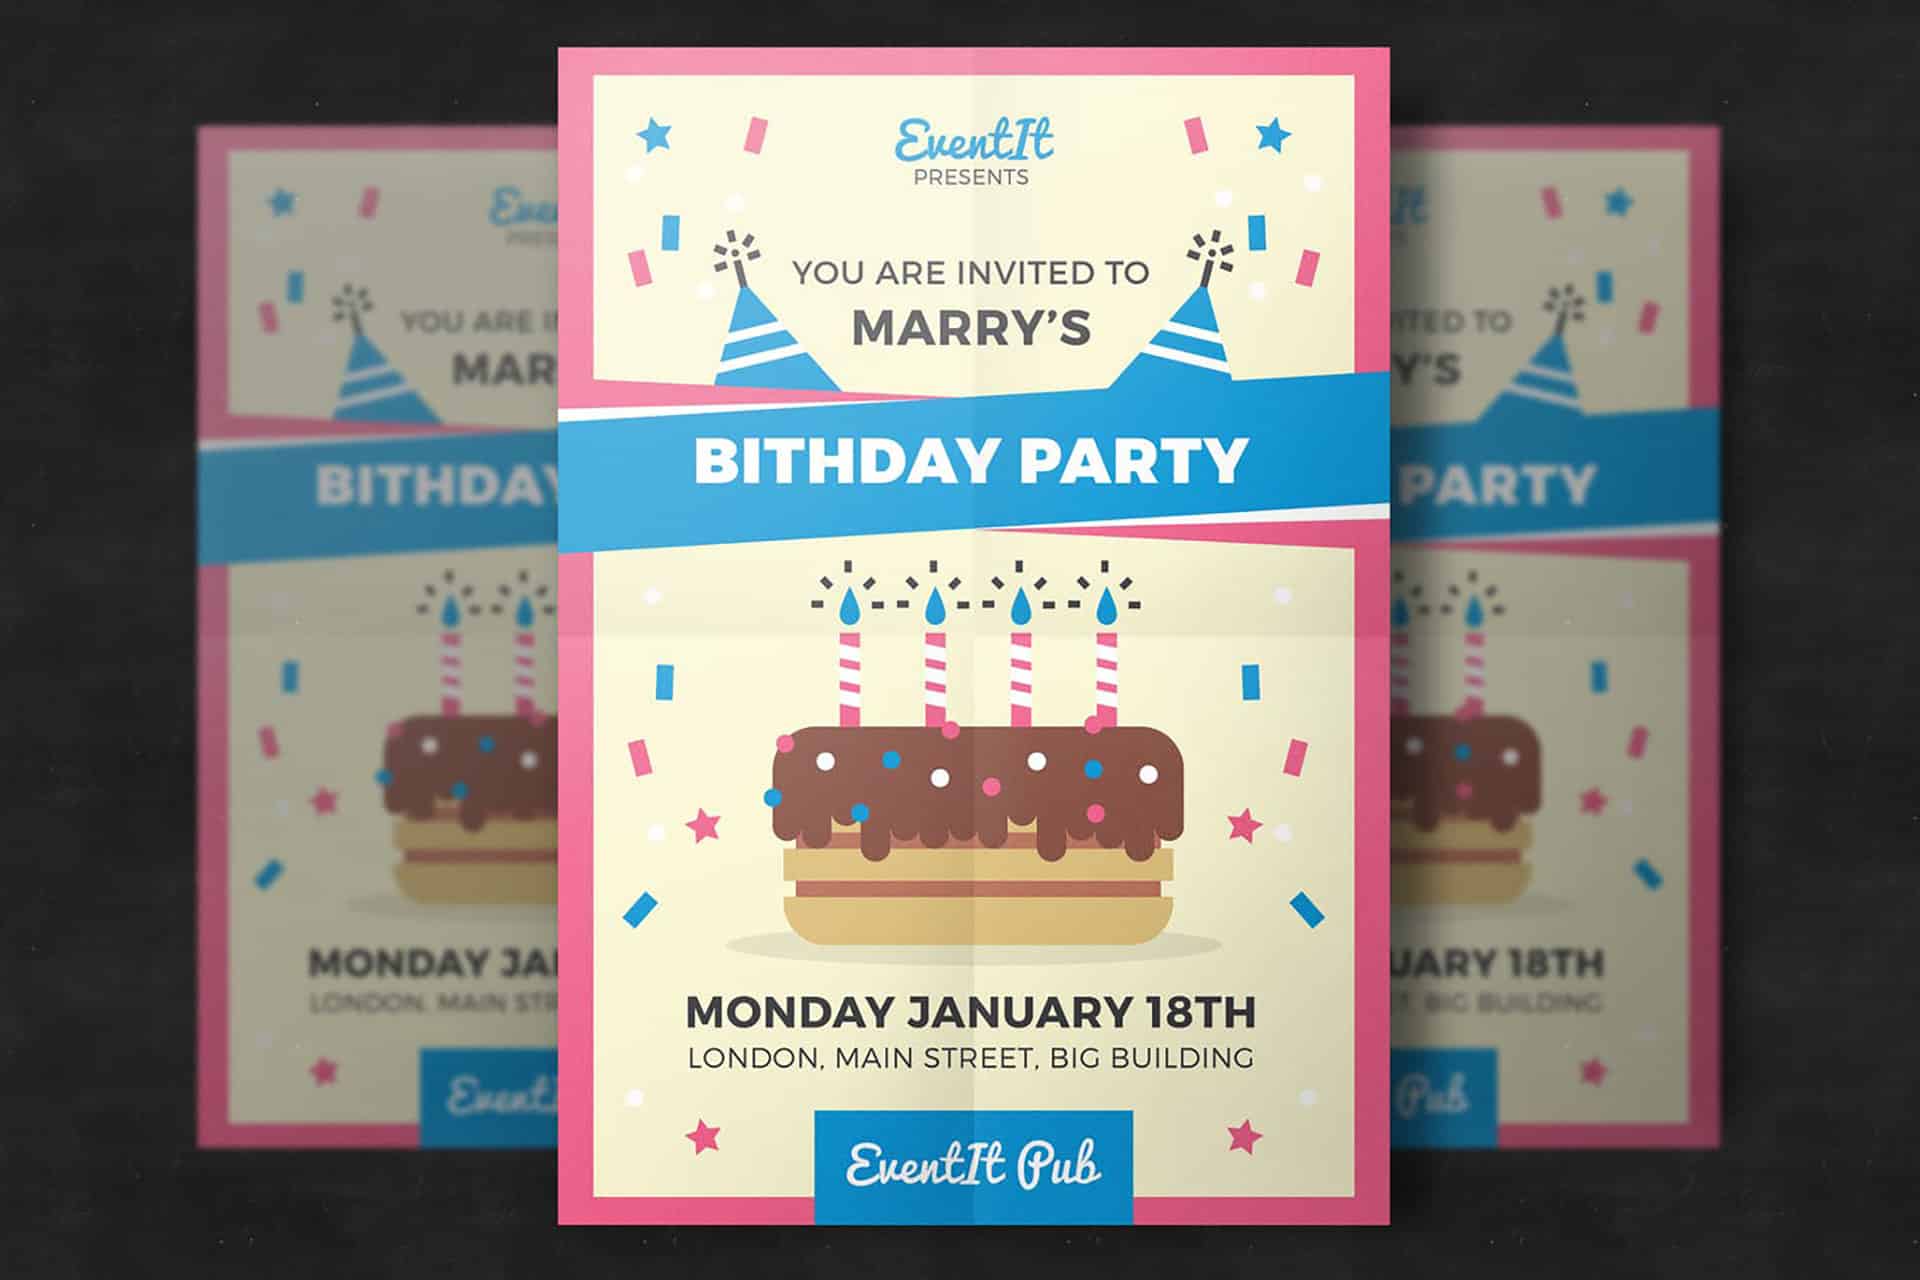 EventIt
PRESENTS
YOU ARE INVITED TO
MARRY'S
BITHDAY PARTY
MONDAY JANUARY 18TH
LONDON, MAIN STREET, BIG BUILDING
EventIt Pub